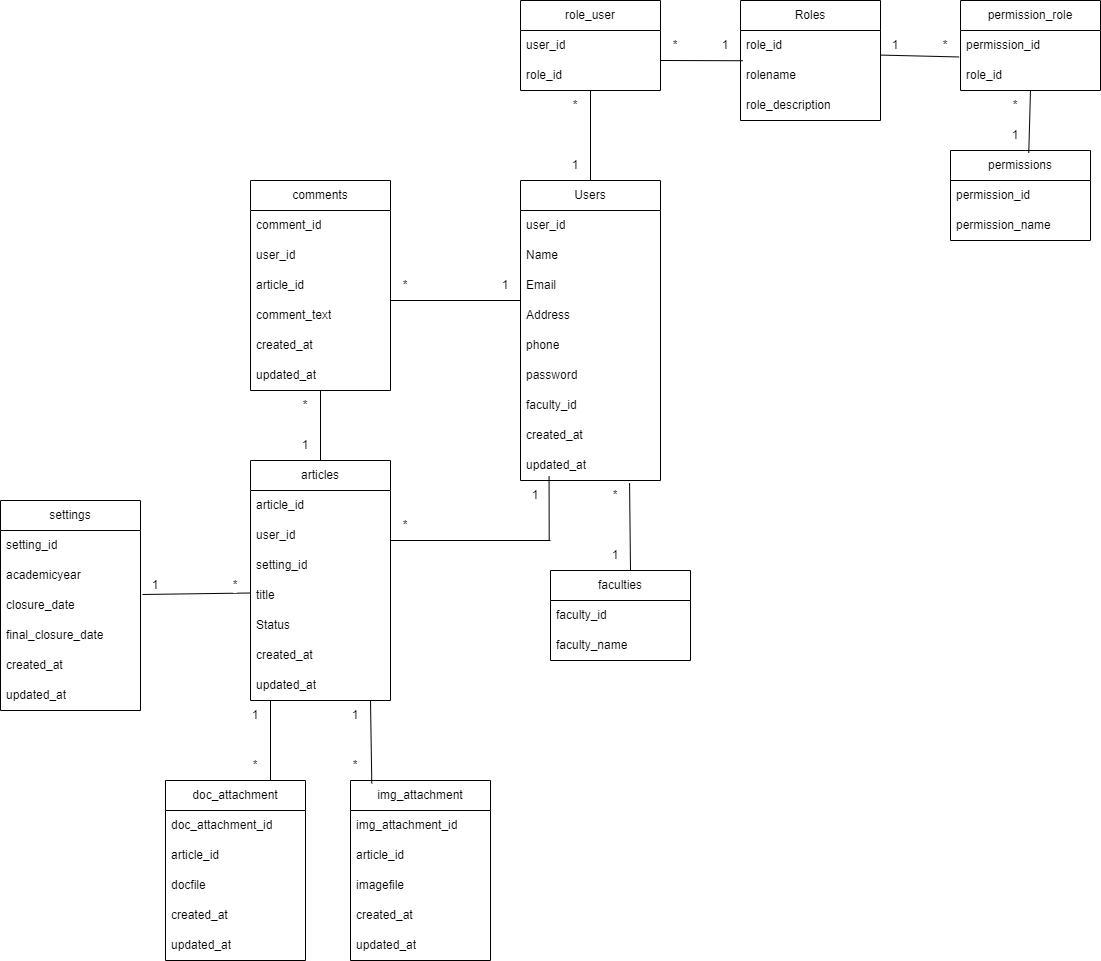 role_user
user_id
role_id
* 1
Roles
role_id
rolename
role_description
1 *
permission_role
permission_id
role_id
*
1
permissions
permission_id
permission_name
*
1
Users
user_id
Name
Email
Address
phone
password
faculty_id
created_at
updated_at
comments
comment_id
user_id
article_id
comment_text
created_at
updated_at
* 1
*
1
articles
article_id
user_id
setting_id
title
Status
created_at
updated_at
1
*
*
1
faculties
faculty_id
faculty_name
settings
setting_id
academicyear
closure_date
final_closure_date
created_at
updated_at
1 *
1
*
1
*
doc_attachment
doc_attachment_id
article_id
docfile
created_at
updated_at
img_attachment
img_attachment_id
article_id
imagefile
created_at
updated_at